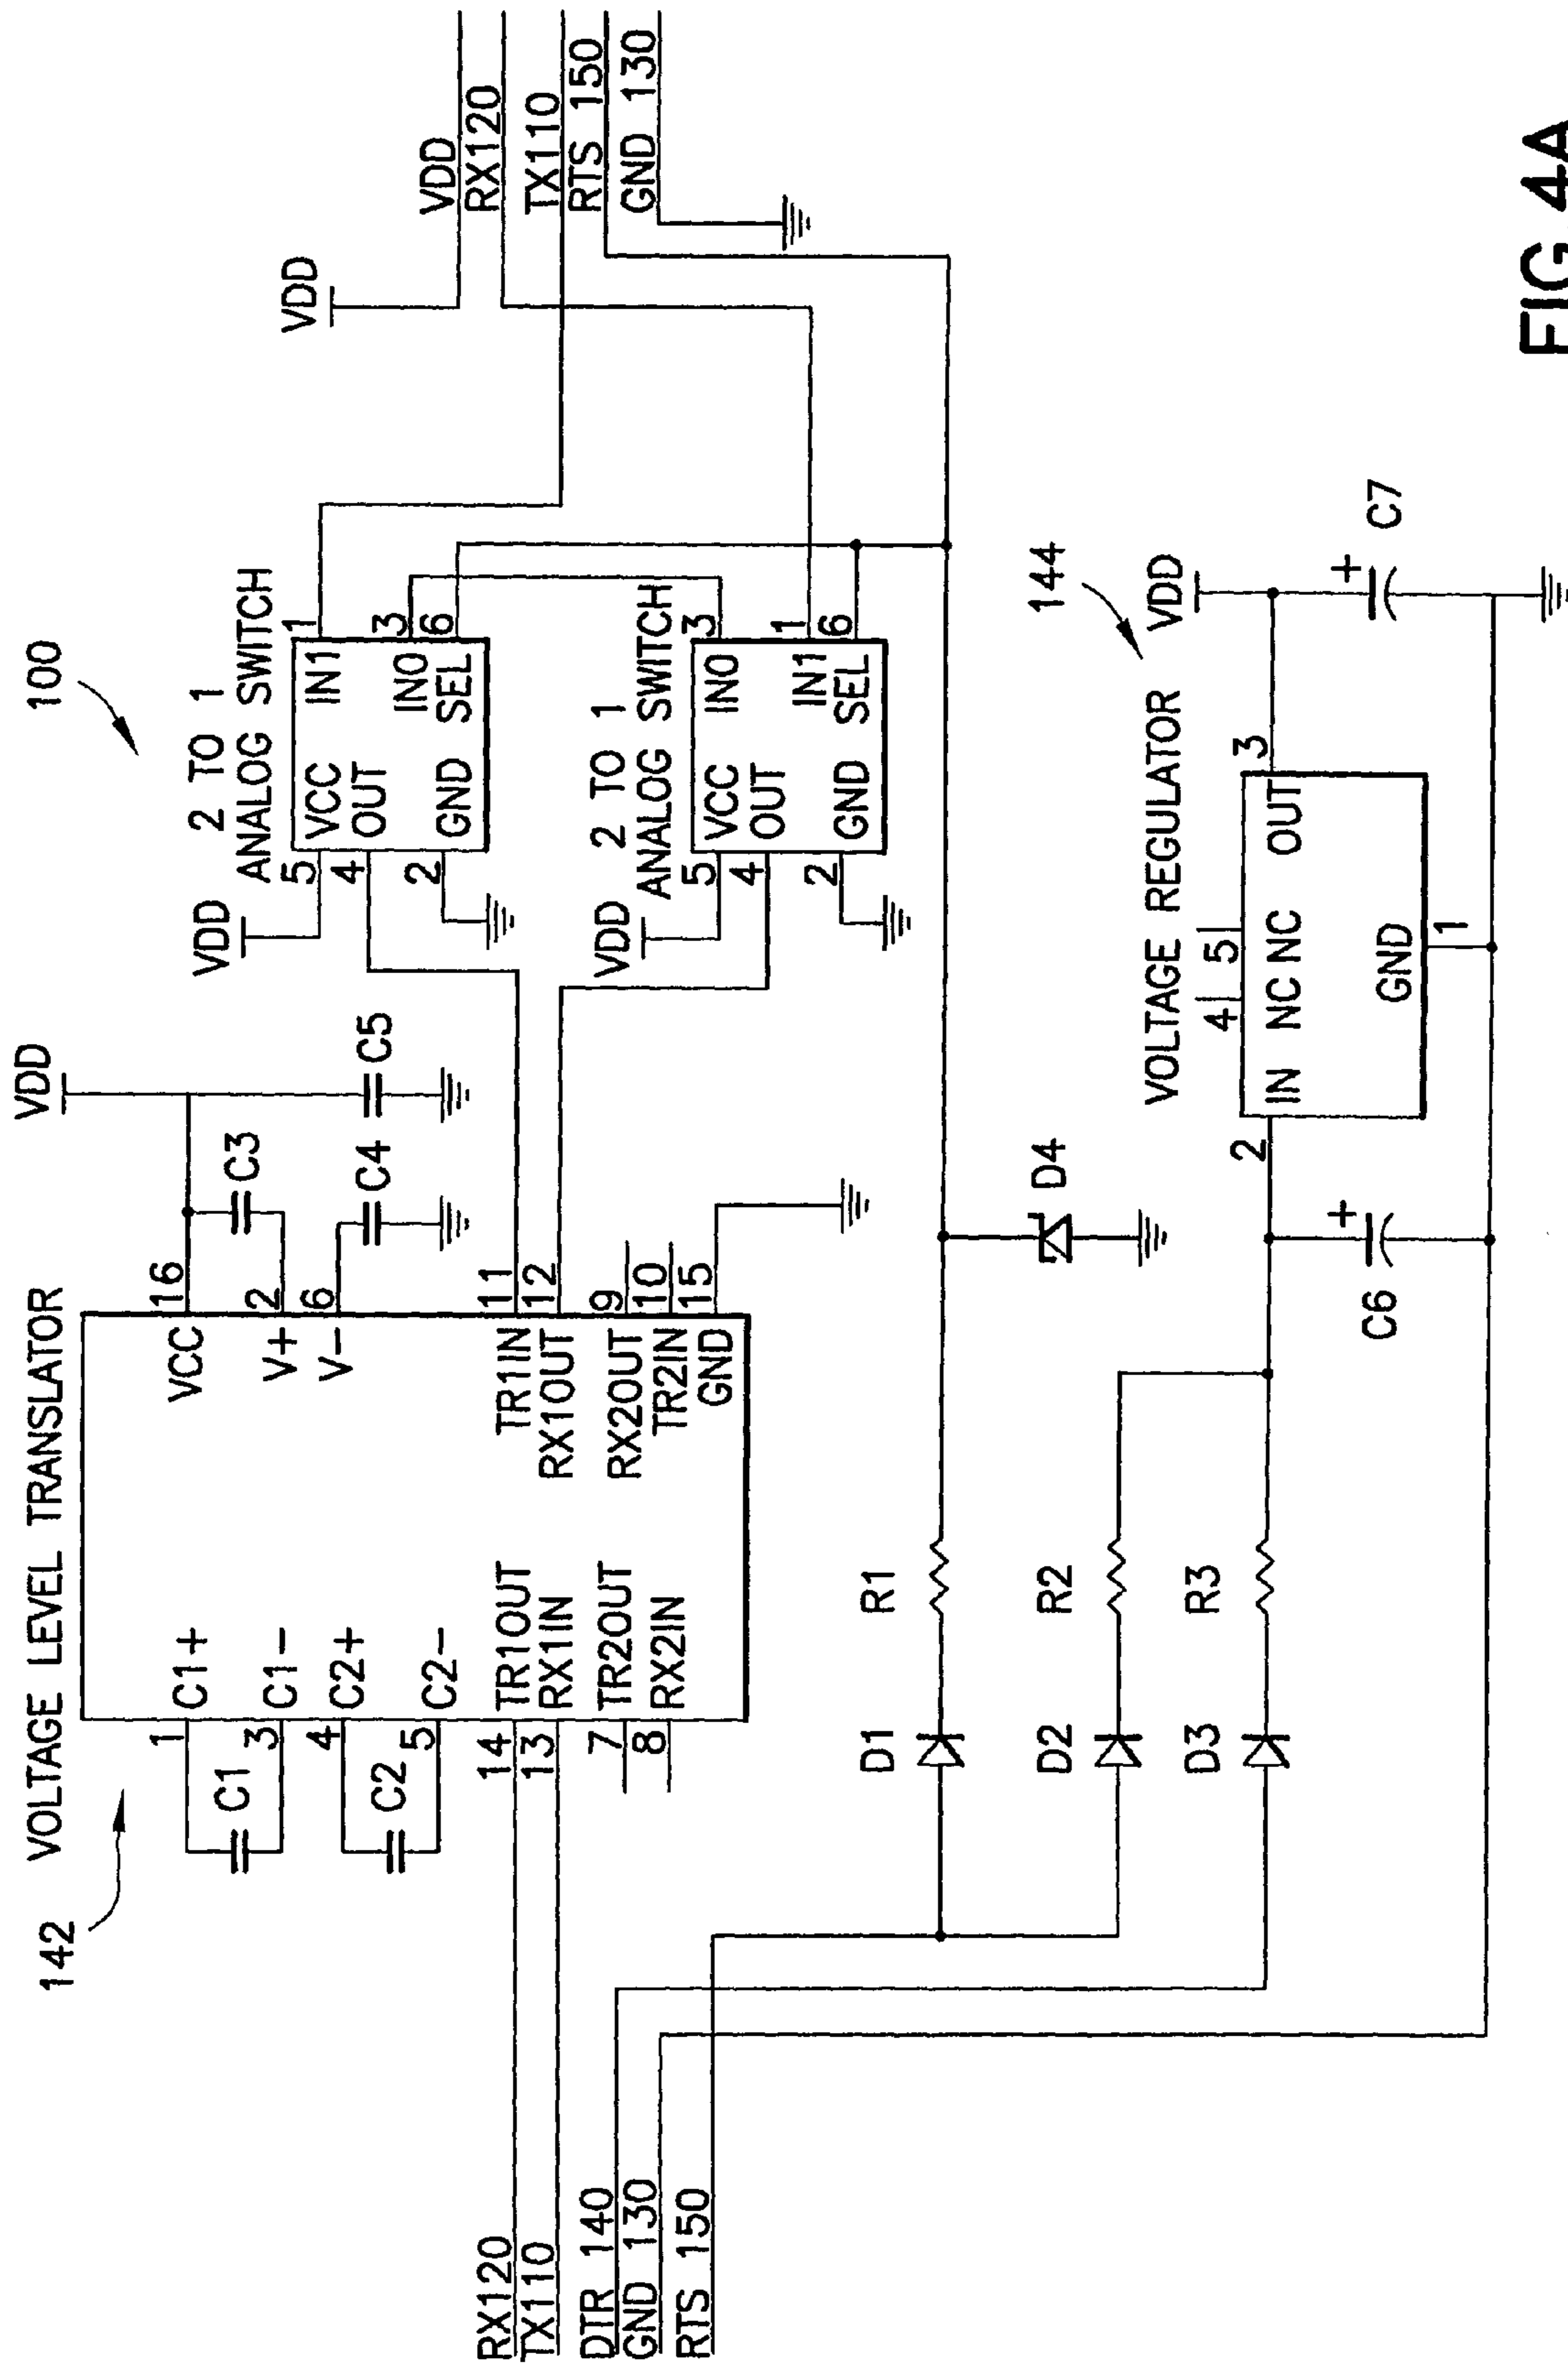 100
142
VOLTAGE LEVEL TRANSLATOR
VDD
C1+
C1-
C2+
C2-
TR1OUT
RX1IN
TR2OUT
RX2IN
VCC
V+
V-
TR1IN
RX1OUT
RX2OUT
TR2IN
GND
1
3
4
5
14
13
7
8
16
2
6
11
12
9
10
15
C1
C2
C3
C4
C5
2 TO 1
ANALOG SWITCH
VDD
5
4
2
VCC
OUT
GND
IN1
IN0
SEL
1
3
6
2 TO 1
ANALOG SWITCH
VDD
5
4
2
VCC
OUT
GND
IN0
IN1
SEL
3
1
6
VDD
VDD
RX120
TX110
RTS 150
GND 130
RX120
TX110
DTR 140
GND 130
RTS 150
D1
R1
D2
R2
D3
R3
D4
C6
VOLTAGE REGULATOR
144
2
4
5
3
IN NC NC OUT
GND
1
VDD
+
C7
+
FIG.4A